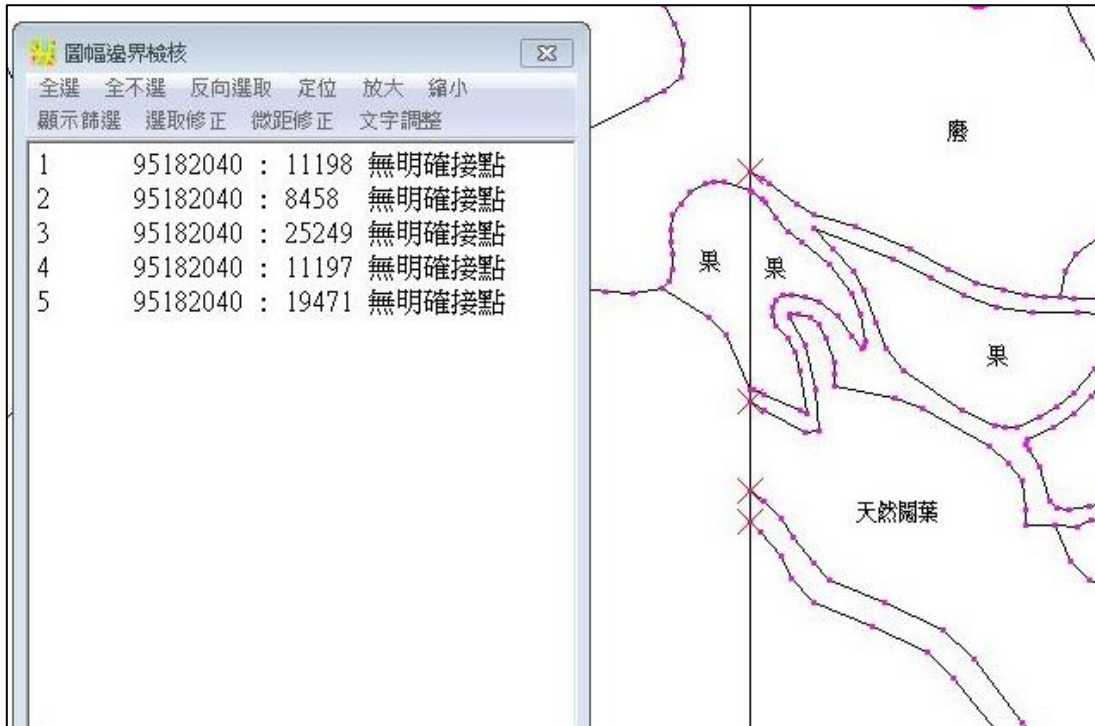 圖幅邊界檢核
全選 全不選 反向選取 定位 放大 縮小
顯示篩選 選取修正 微距修正 文字調整
1 95182040 : 11198 無明確接點
2 95182040 : 8458 無明確接點
3 95182040 : 25249 無明確接點
4 95182040 : 11197 無明確接點
5 95182040 : 19471 無明確接點
廢
果
果
果
天然闊葉